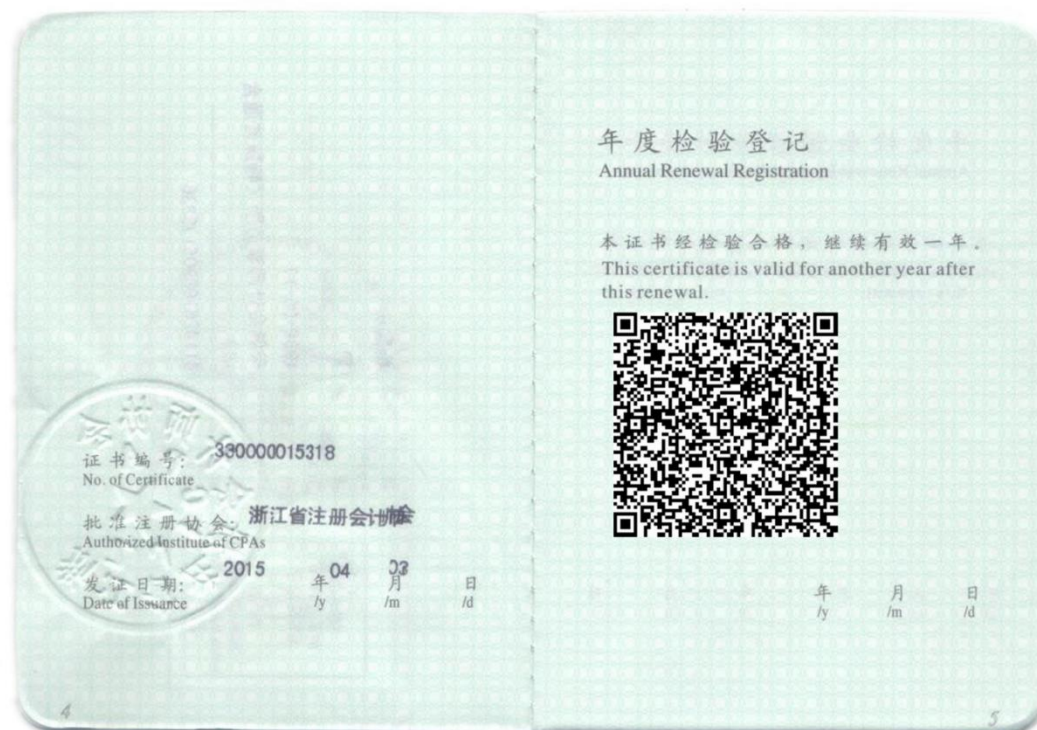 证书编号: 330000015318
No. of Certificate
批准注册协会: 浙江省注册会计师协会
Authorized Institute of CPAs
发证日期: 2015 年 04 月 03 日
Date of Issuance /y /m /d
4
年度检验登记
Annual Renewal Registration
本证书经检验合格，继续有效一年。
This certificate is valid for another year after
this renewal.
年 月 日
/y /m /d
5